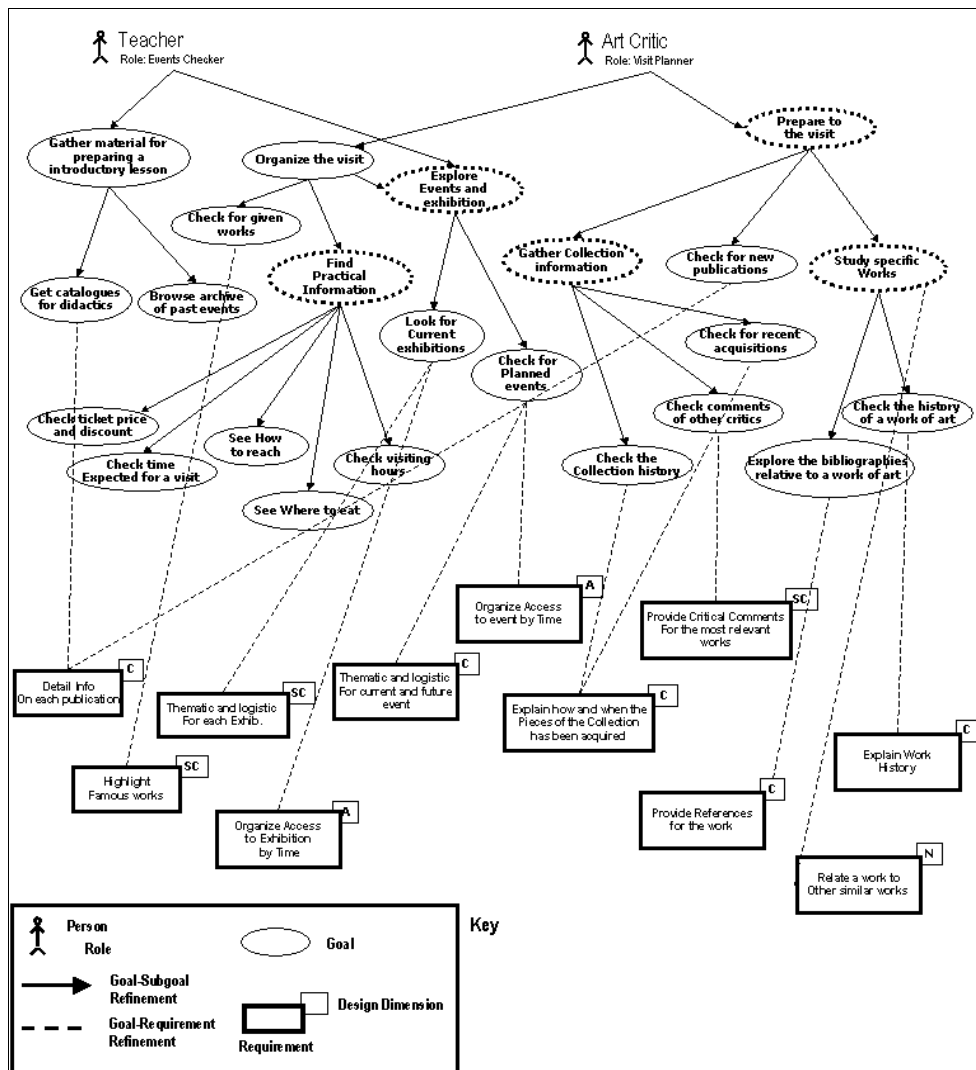 Teacher
Role: Events Checker
Art Critic
Role: Visit Planner
Gather material for
preparing a
introductory lesson
Organize the visit
Explore
Events and
exhibition
Prepare to
the visit
Check for given
works
Find
Practical
Information
Gather Collection
information
Check for new
publications
Study specific
Works
Get catalogues
for didactics
Browse archive
of past events
Look for
Current
exhibitions
Check for
Planned
events
Check for recent
acquisitions
Check ticket price
and discount
See How
to reach
Check time
Expected for a visit
Check visiting
hours
See Where to eat
Check comments
of other critics
Check the history
of a work of art
Check the
Collection history
Explore the bibliographies
relative to a work of art
A
Organize Access
to event by Time
SC
Provide Critical Comments
For the most relevant
works
C
Detail Info
On each publication
SC
Thematic and logistic
For each Exhib.
C
Thematic and logistic
For current and future
event
C
Explain how and when the
Pieces of the Collection
has been acquired
C
Explain Work
History
SC
Highlight
Famous works
A
Organize Access
to Exhibition
by Time
C
Provide References
for the work
N
Relate a work to
Other similar works
Key
Person
Role
Goal
Goal-Subgoal
Refinement
Goal-Requirement
Refinement
Design Dimension
Requirement